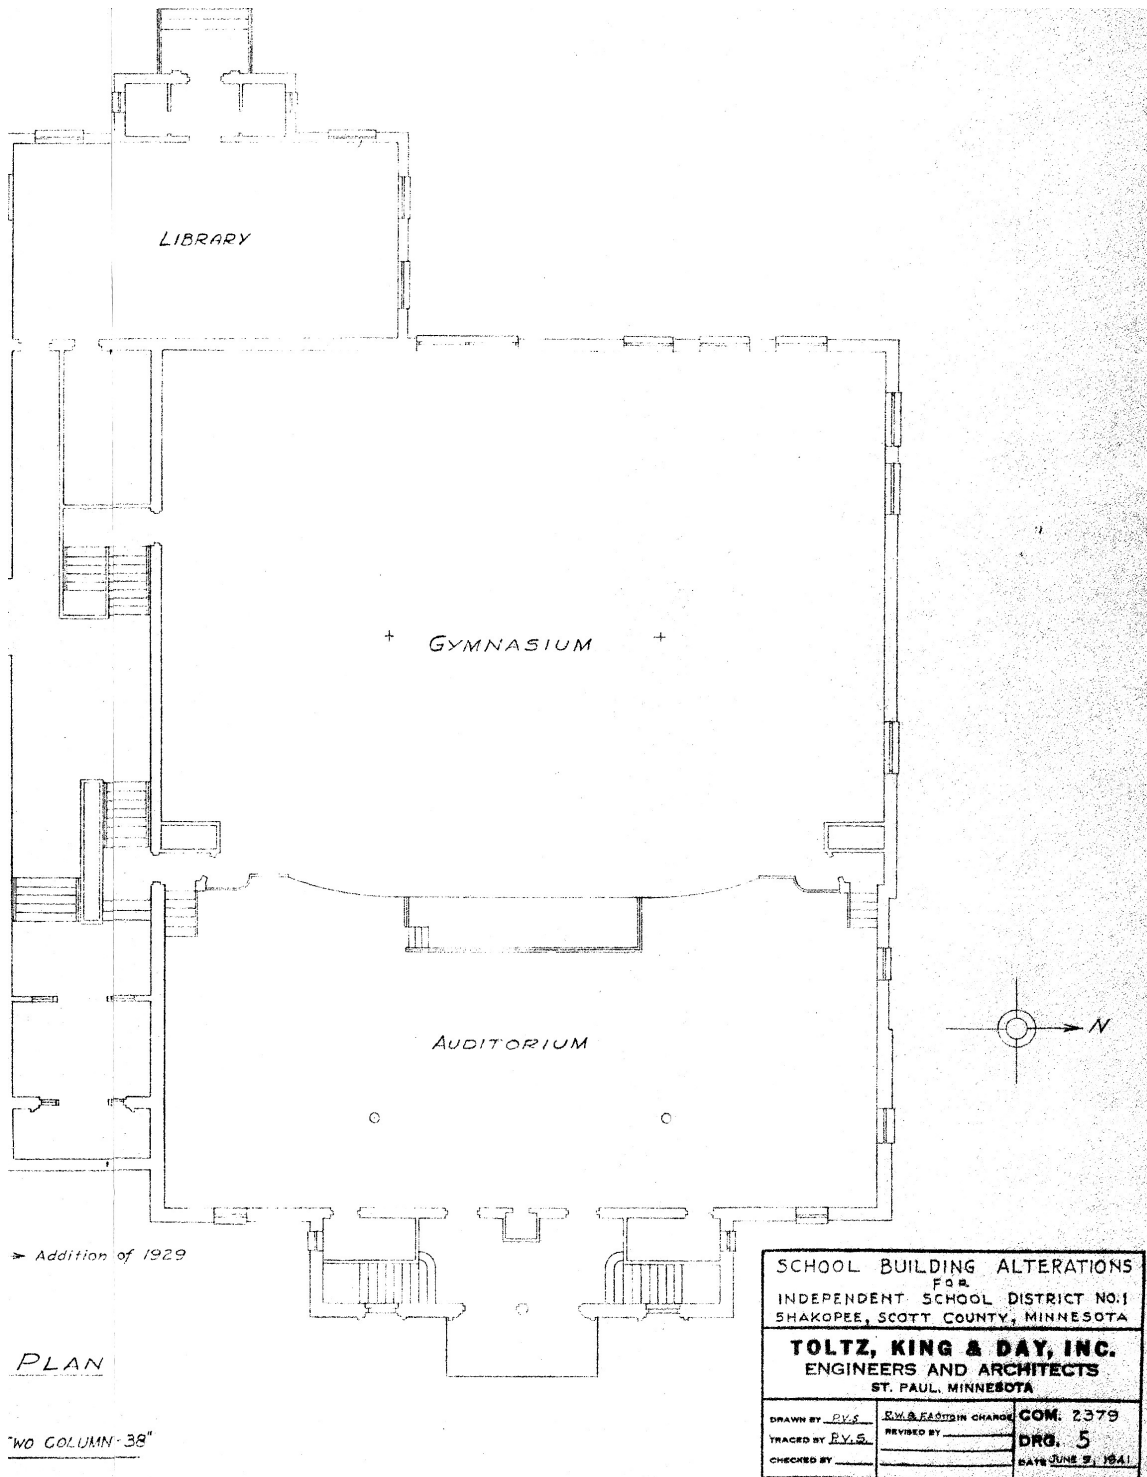 LIBRARY
GYMNASIUM
AUDITORIUM
N
Addition of 1929
PLAN
COLUMN-38"
SCHOOL BUILDING ALTERATIONS
FOR
INDEPENDENT SCHOOL DISTRICT NO.1
SHAKOPEE, SCOTT COUNTY, MINNESOTA
TOLTZ, KING & DAY, INC.
ENGINEERS AND ARCHITECTS
ST. PAUL, MINNESOTA
DRAWN BY P.V.S. IN CHARGE COM. 2379
TRACED BY P.V.S. REVISED BY DRG. 5
CHECKED BY DATE JUNE 9, 1941